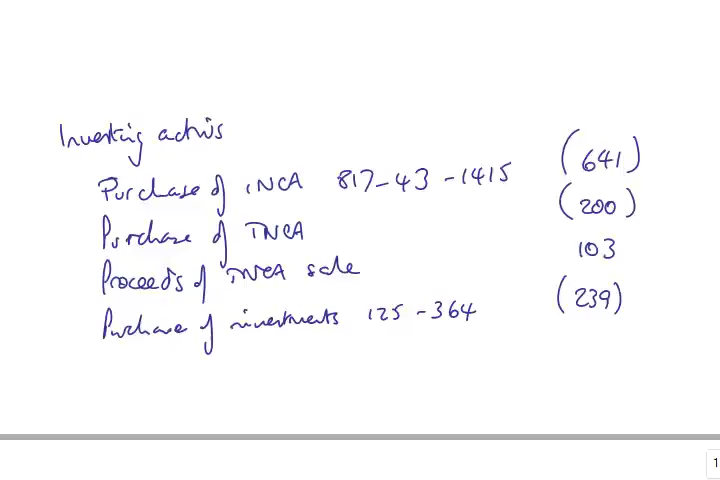 Investing activis
Purchase of INCA 817-43-1415 (641)
Purchase of TNCA (200)
Proceeds of TNCA sale 103
Purchase of investments 125-364 (239)
1